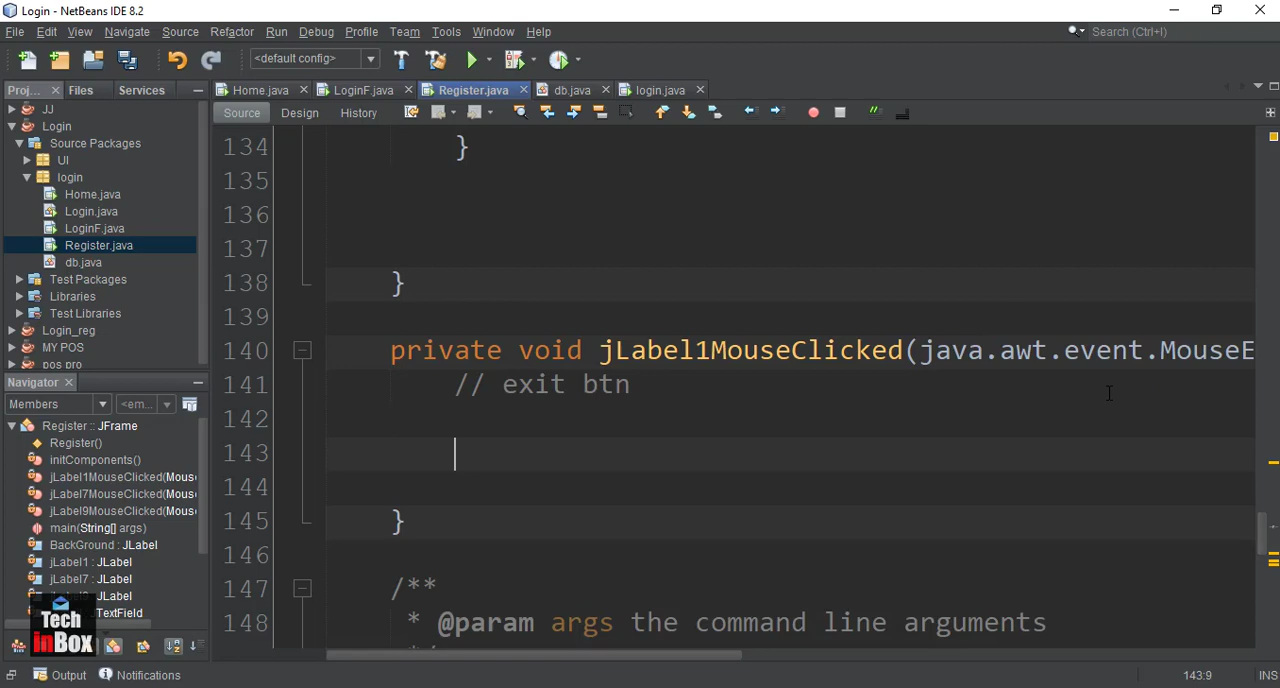 Login - NetBeans IDE 8.2
File Edit View Navigate Source Refactor Run Debug Profile Team Tools Window Help
Search (Ctrl+I)
<default config>
Proj... Files Services
Home.java LoginF.java Register.java db.java login.java
Source Design History
JJ
Login
Source Packages
UI
login
Home.java
Login.java
LoginF.java
Register.java
db.java
Test Packages
Libraries
Test Libraries
Login_reg
MY POS
pos pro
Navigator
Members <em...
Register :: JFrame
Register()
initComponents()
jLabel1MouseClicked(Mous
jLabel7MouseClicked(Mous
jLabel9MouseClicked(Mous
main(String[] args)
BackGround : JLabel
jLabel1 : JLabel
jLabel7 : JLabel
JLabel
TextField
Tech
inBox
134 }
135
136
137
138 }
139
140 private void jLabel1MouseClicked(java.awt.event.MouseE
141 // exit btn
142
143
144
145 }
146
147 /**
148 * @param args the command line arguments
Output Notifications
143:9 INS